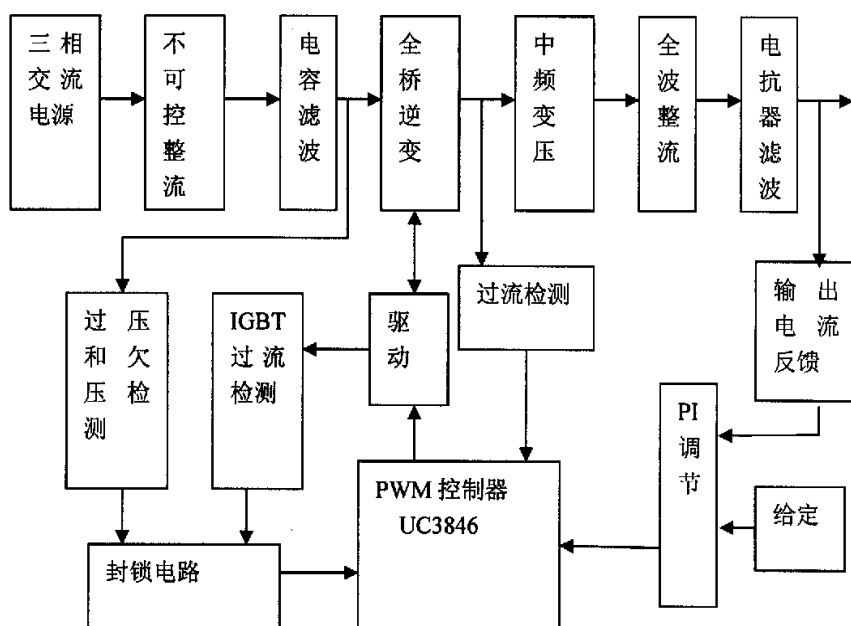 三 相
交 流
电源
不
可
控
整
流
电
容
滤
波
全
桥
逆
变
中
频
变
压
全
波
整
流
电
抗
器
滤
波
过 压
和 欠
压 检
测
IGBT
过 流
检测
驱
动
过流检测
输 出
电 流
反馈
PI
调
节
给定
PWM 控制器
UC3846
封锁电路